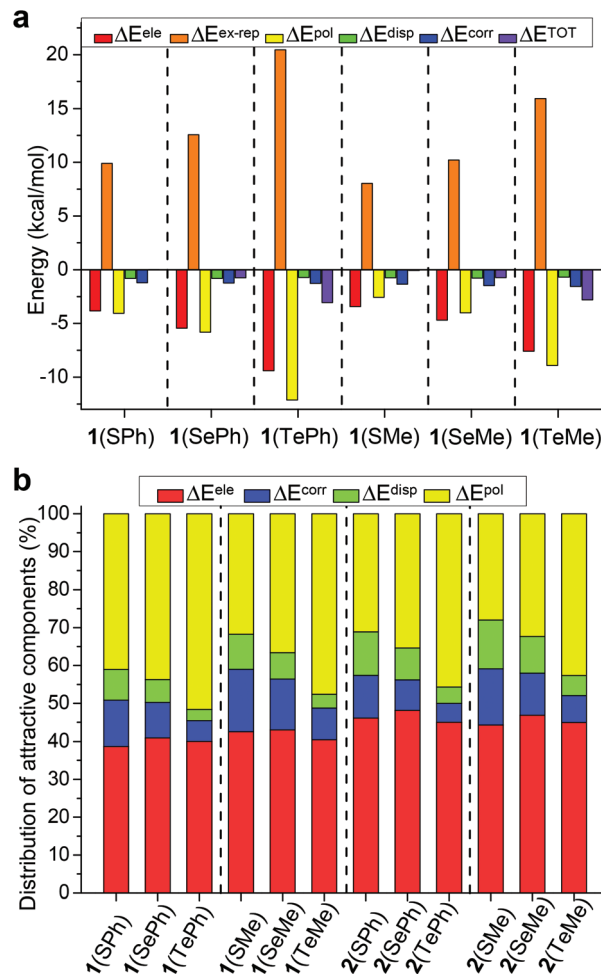 a
ΔEele ΔEex-rep ΔEpol ΔEdisp ΔEcorr ΔETOT
20
15
10
5
0
-5
-10
Energy (kcal/mol)
1(SPh) 1(SePh) 1(TePh) 1(SMe) 1(SeMe) 1(TeMe)
b
ΔEele ΔEcorr ΔEdisp ΔEpol
100
90
80
70
60
50
40
30
20
10
0
Distribution of attractive components (%)
1(SPh)
1(SePh)
1(TePh)
1(SMe)
1(SeMe)
1(TeMe)
2(SPh)
2(SePh)
2(TePh)
2(SMe)
2(SeMe)
2(TeMe)